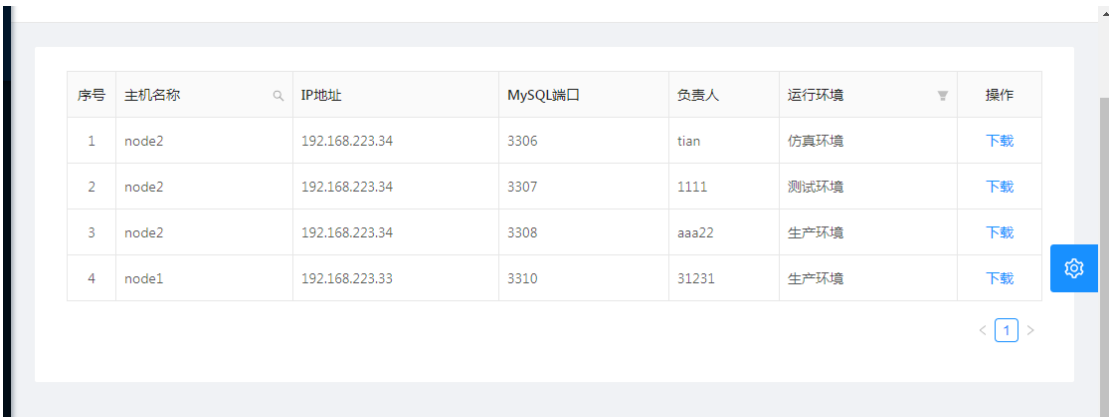 序号 主机名称 IP地址 MySQL端口 负责人 运行环境 操作
1 node2 192.168.223.34 3306 tian 仿真环境 下载
2 node2 192.168.223.34 3307 1111 测试环境 下载
3 node2 192.168.223.34 3308 aaa22 生产环境 下载
4 node1 192.168.223.33 3310 31231 生产环境 下载
< 1 >